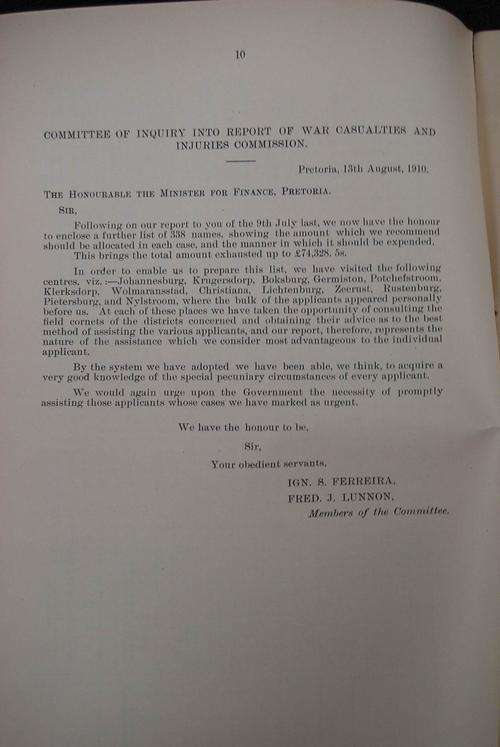 10
COMMITTEE OF INQUIRY INTO REPORT OF WAR CASUALTIES AND
INJURIES COMMISSION.
Pretoria, 13th August, 1910.
THE HONOURABLE THE MINISTER FOR FINANCE, PRETORIA.
SIR,
Following on our report to you of the 9th July last, we now have the honour
to enclose a further list of 338 names, showing the amount which we recommend
should be allocated in each case, and the manner in which it should be expended.
This brings the total amount exhausted up to £74,328, 5s.
In order to enable us to prepare this list, we have visited the following
centres, viz.:—Johannesburg, Krugersdorp, Boksburg, Germiston, Potchefstroom,
Klerksdorp, Wolmaransstad, Christiana, Lichtenburg, Zeerust, Rustenburg,
Pietersburg, and Nylstroom, where the bulk of the applicants appeared personally
before us. At each of these places we have taken the opportunity of consulting the
field cornets of the districts concerned and obtaining their advice as to the best
method of assisting the various applicants, and our report, therefore, represents the
nature of the assistance which we consider most advantageous to the individual
applicant.
By the system we have adopted we have been able, we think, to acquire a
very good knowledge of the special pecuniary circumstances of every applicant.
We would again urge upon the Government the necessity of promptly
assisting those applicants whose cases we have marked as urgent.
We have the honour to be,
Sir,
Your obedient servants,
IGN. S. FERREIRA,
FRED. J. LUNNON,
Members of the Committee.